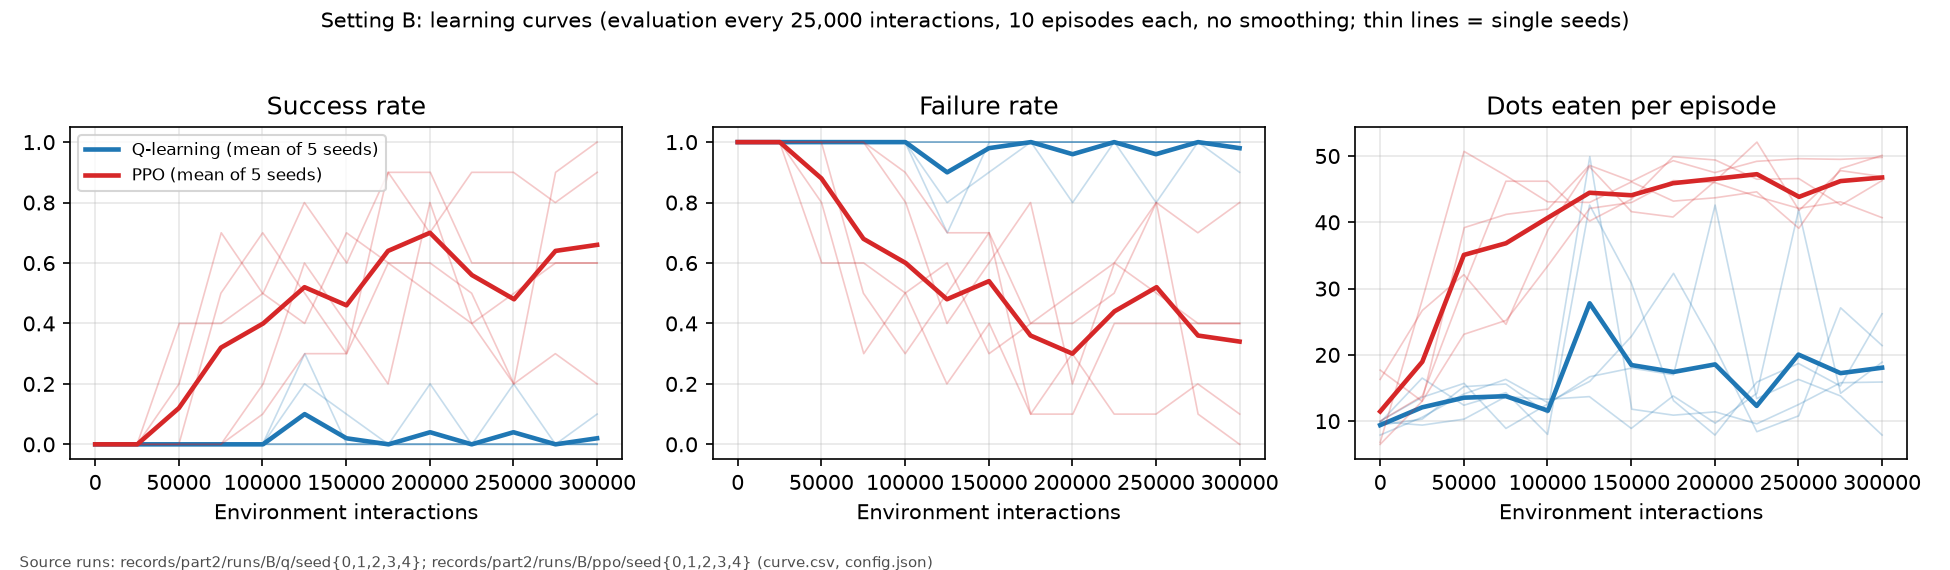 Setting B: learning curves (evaluation every 25,000 interactions, 10 episodes each, no smoothing; thin lines = single seeds)
Success rate
1.0
0.8
0.6
0.4
0.2
0.0
Q-learning (mean of 5 seeds)
PPO (mean of 5 seeds)
0 50000 100000 150000 200000 250000 300000
Environment interactions
Failure rate
1.0
0.8
0.6
0.4
0.2
0.0
0 50000 100000 150000 200000 250000 300000
Environment interactions
Dots eaten per episode
50
40
30
20
10
0 50000 100000 150000 200000 250000 300000
Environment interactions
Source runs: records/part2/runs/B/q/seed{0,1,2,3,4}; records/part2/runs/B/ppo/seed{0,1,2,3,4} (curve.csv, config.json)